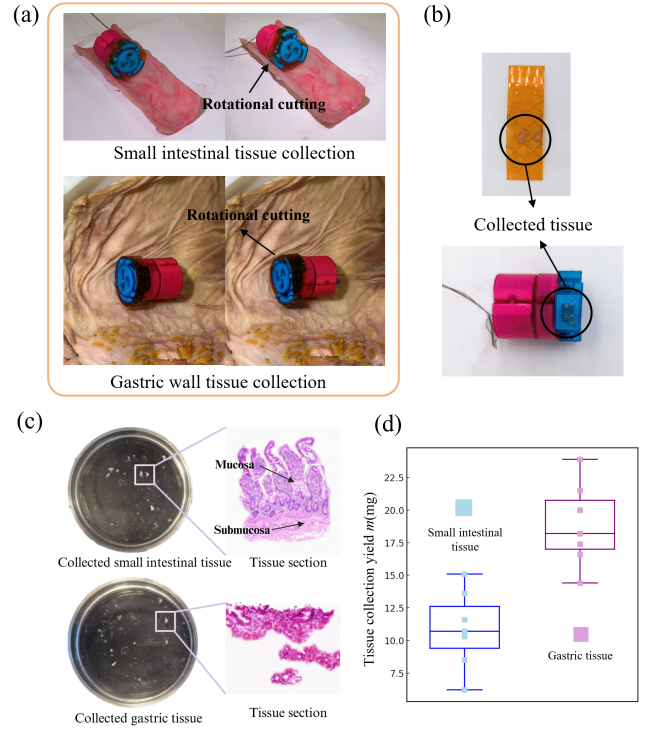 (a)
Rotational cutting
Small intestinal tissue collection
Rotational cutting
Gastric wall tissue collection
(b)
Collected tissue
(c)
Mucosa
Submucosa
Collected small intestinal tissue
Tissue section
Collected gastric tissue
Tissue section
(d)
Tissue collection yield m(mg)
22.5
20.0
17.5
15.0
12.5
10.0
7.5
Small intestinal
tissue
Gastric tissue